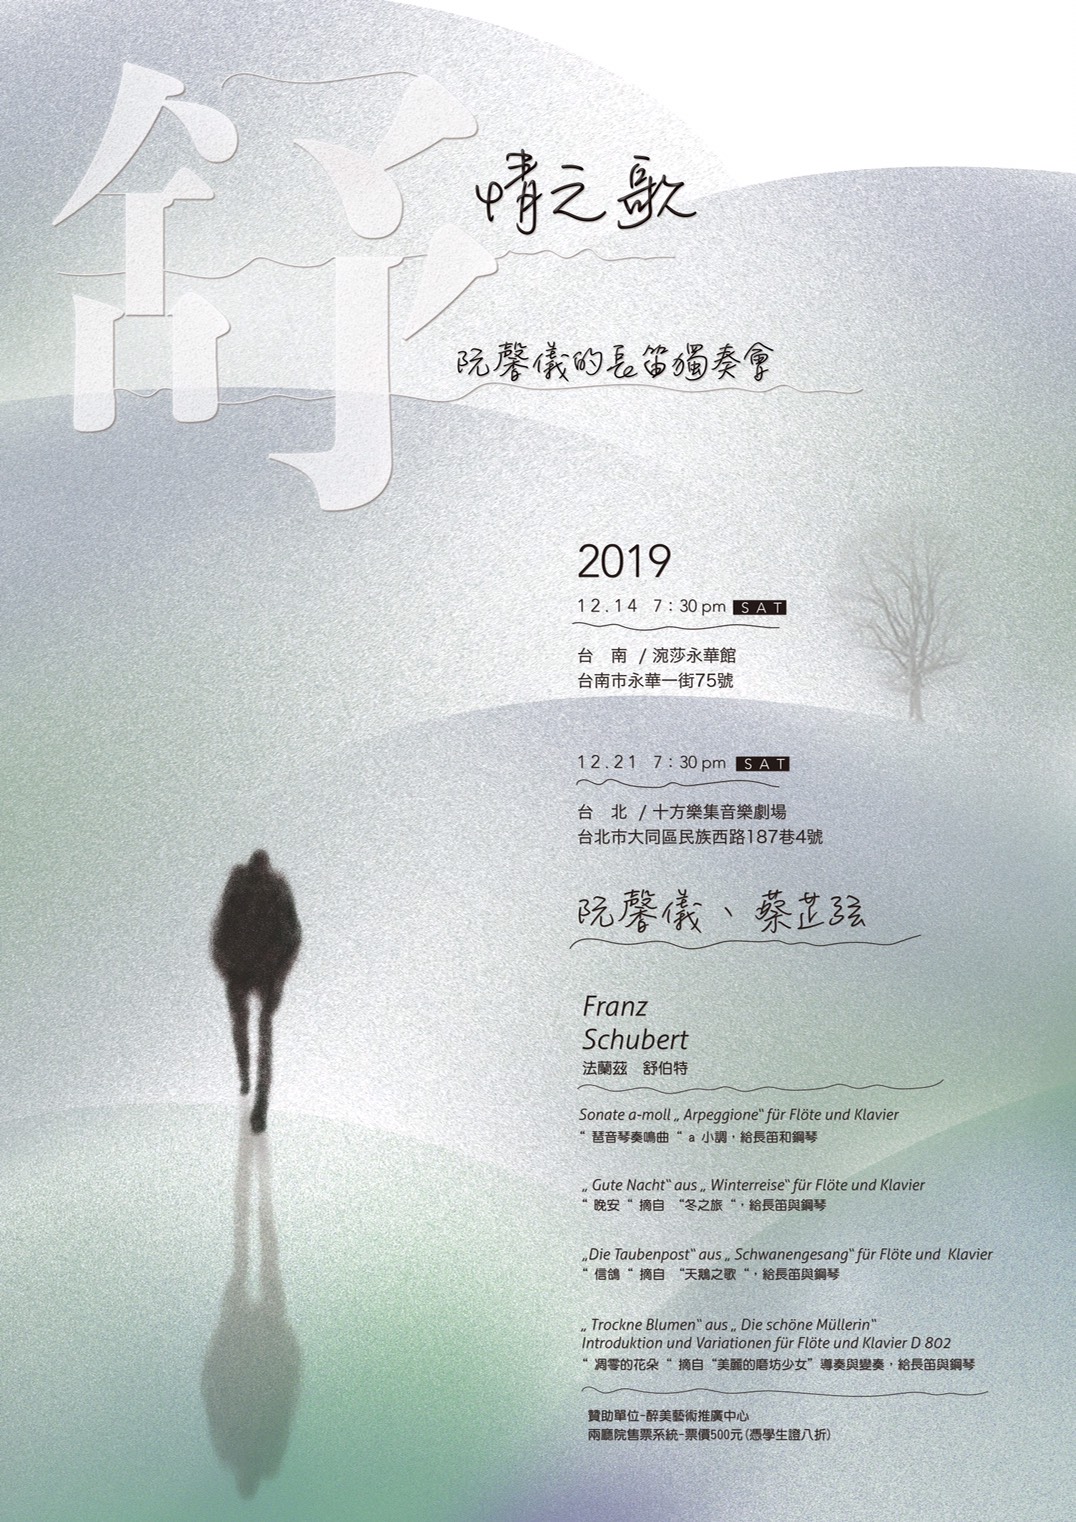 舒
情之歌
阮馨儀的長笛獨奏會
2019
12.14 7：30 pm SAT
台 南 / 涴莎永華館
台南市永華一街75號
12.21 7：30 pm SAT
台 北 / 十方樂集音樂劇場
台北市大同區民族西路187巷4號
阮馨儀、蔡芷弦
Franz
Schubert
法蘭茲 舒伯特
Sonate a-moll „ Arpeggione“ für Flöte und Klavier
“ 琶音琴奏鳴曲 “ a 小調，給長笛和鋼琴
„ Gute Nacht“ aus „ Winterreise“ für Flöte und Klavier
“ 晚安 “ 摘自 “冬之旅 “，給長笛與鋼琴
„Die Taubenpost“ aus „ Schwanengesang“ für Flöte und Klavier
“ 信鴿 “ 摘自 “天鵝之歌 “，給長笛與鋼琴
„ Trockne Blumen“ aus „ Die schöne Müllerin“
Introduktion und Variationen für Flöte und Klavier D 802
“ 凋零的花朵 “ 摘自 “美麗的磨坊少女” 導奏與變奏，給長笛與鋼琴
贊助單位-醉美藝術推廣中心
兩廳院售票系統-票價500元(憑學生證八折)